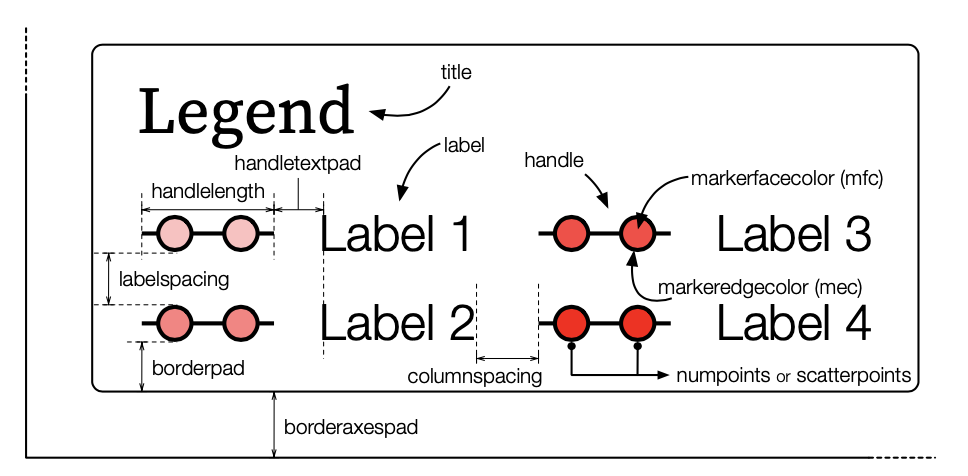 title
Legend
label
handletextpad
handle
markerfacecolor (mfc)
handlelength
Label 1
Label 3
labelspacing
markeredgecolor (mec)
Label 2
Label 4
borderpad
columnspacing
numpoints or scatterpoints
borderaxespad